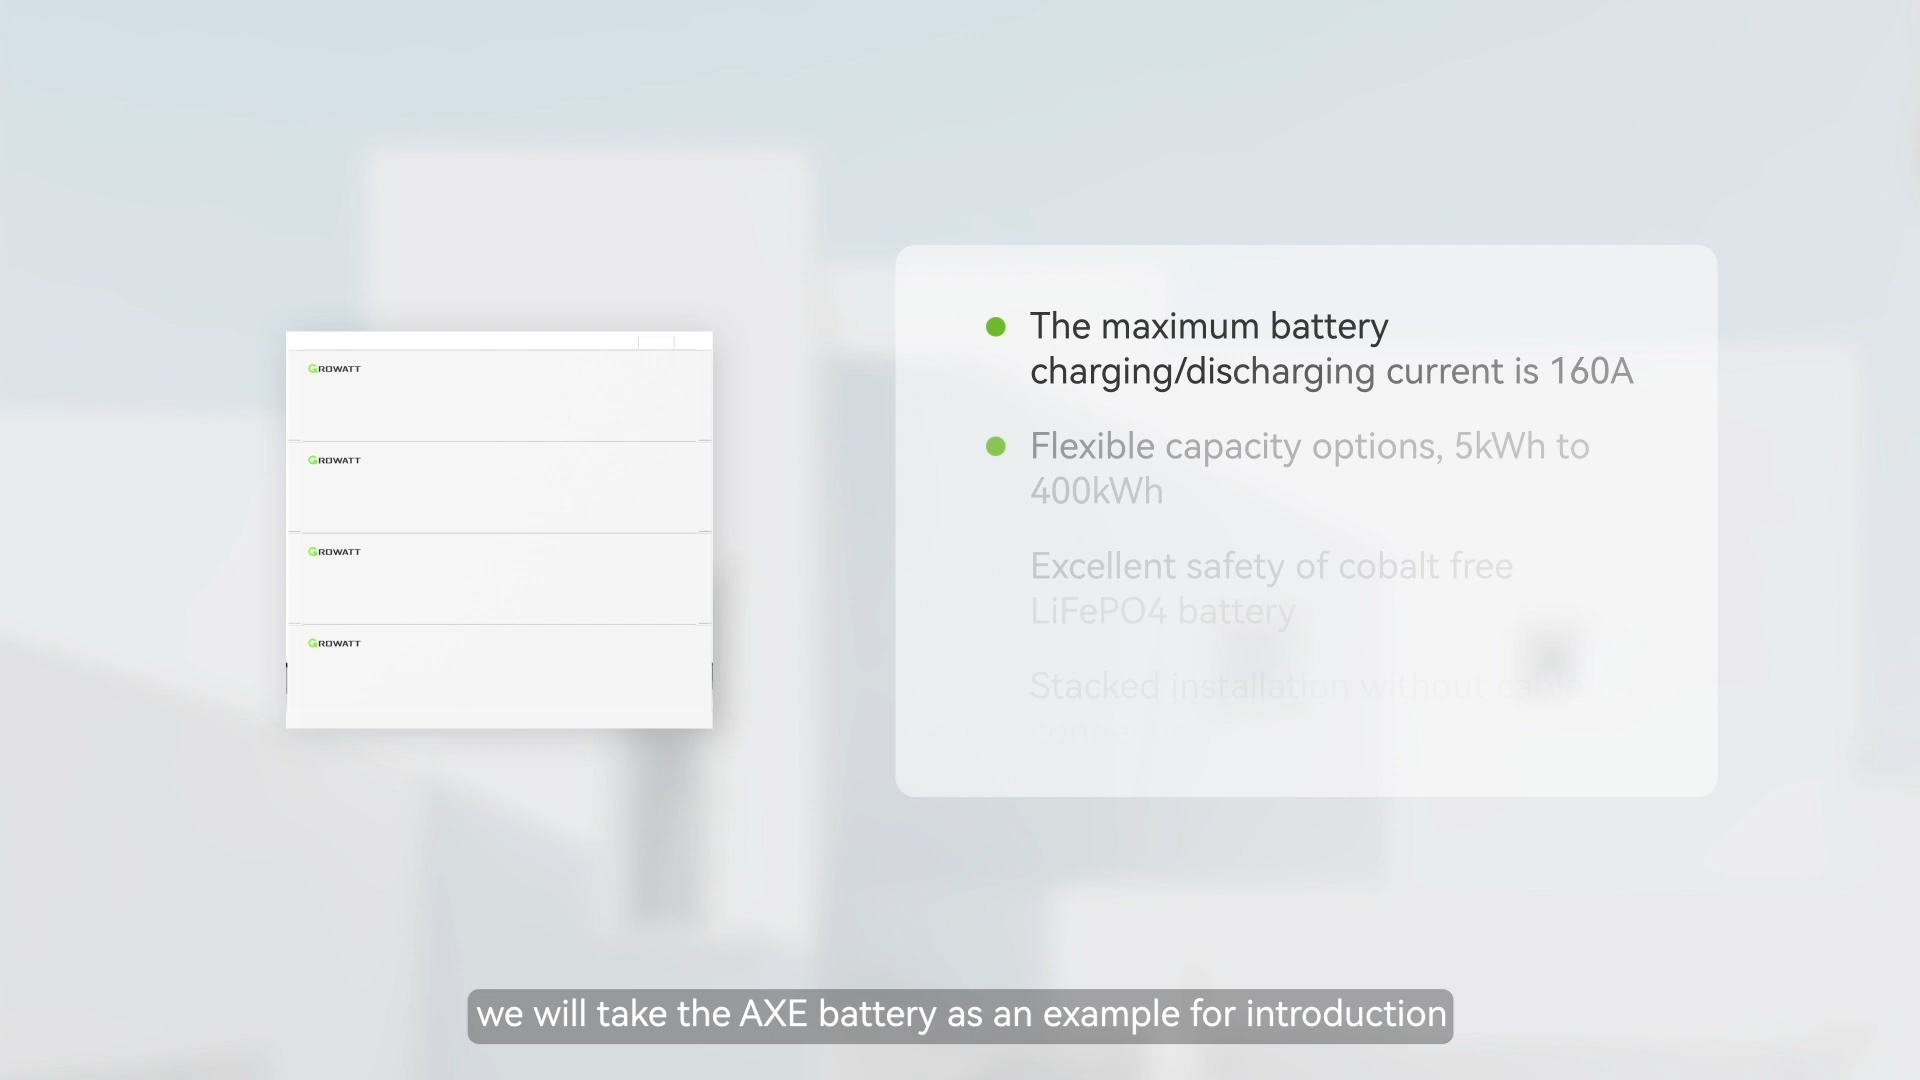 GROWATT
GROWATT
GROWATT
GROWATT
The maximum battery
charging/discharging current is 160A
Flexible capacity options, 5kWh to
400kWh
Excellent safety of cobalt free
LiFePO4 battery
Stacked installation without
we will take the AXE battery as an example for introduction